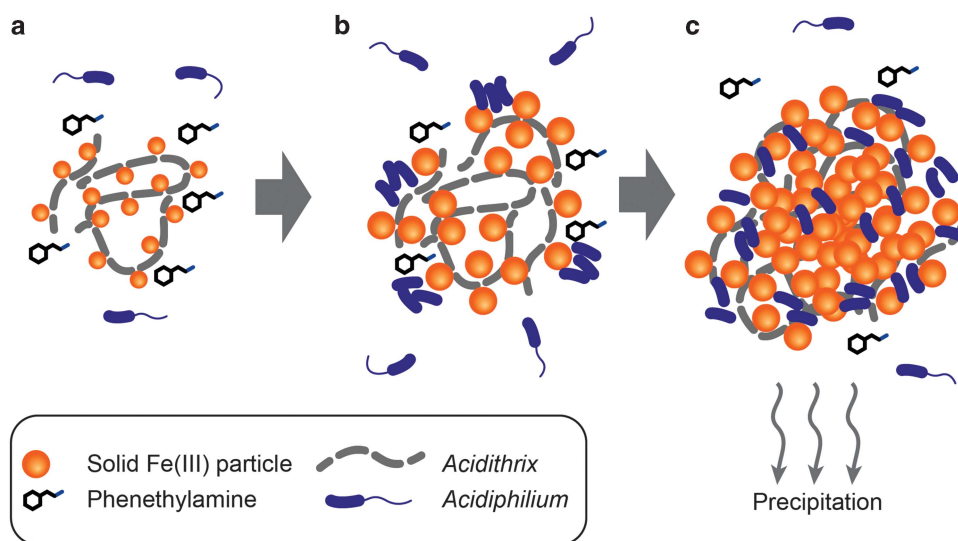 a
b
c
Solid Fe(III) particle
Acidithrix
Phenethylamine
Acidiphilium
Precipitation